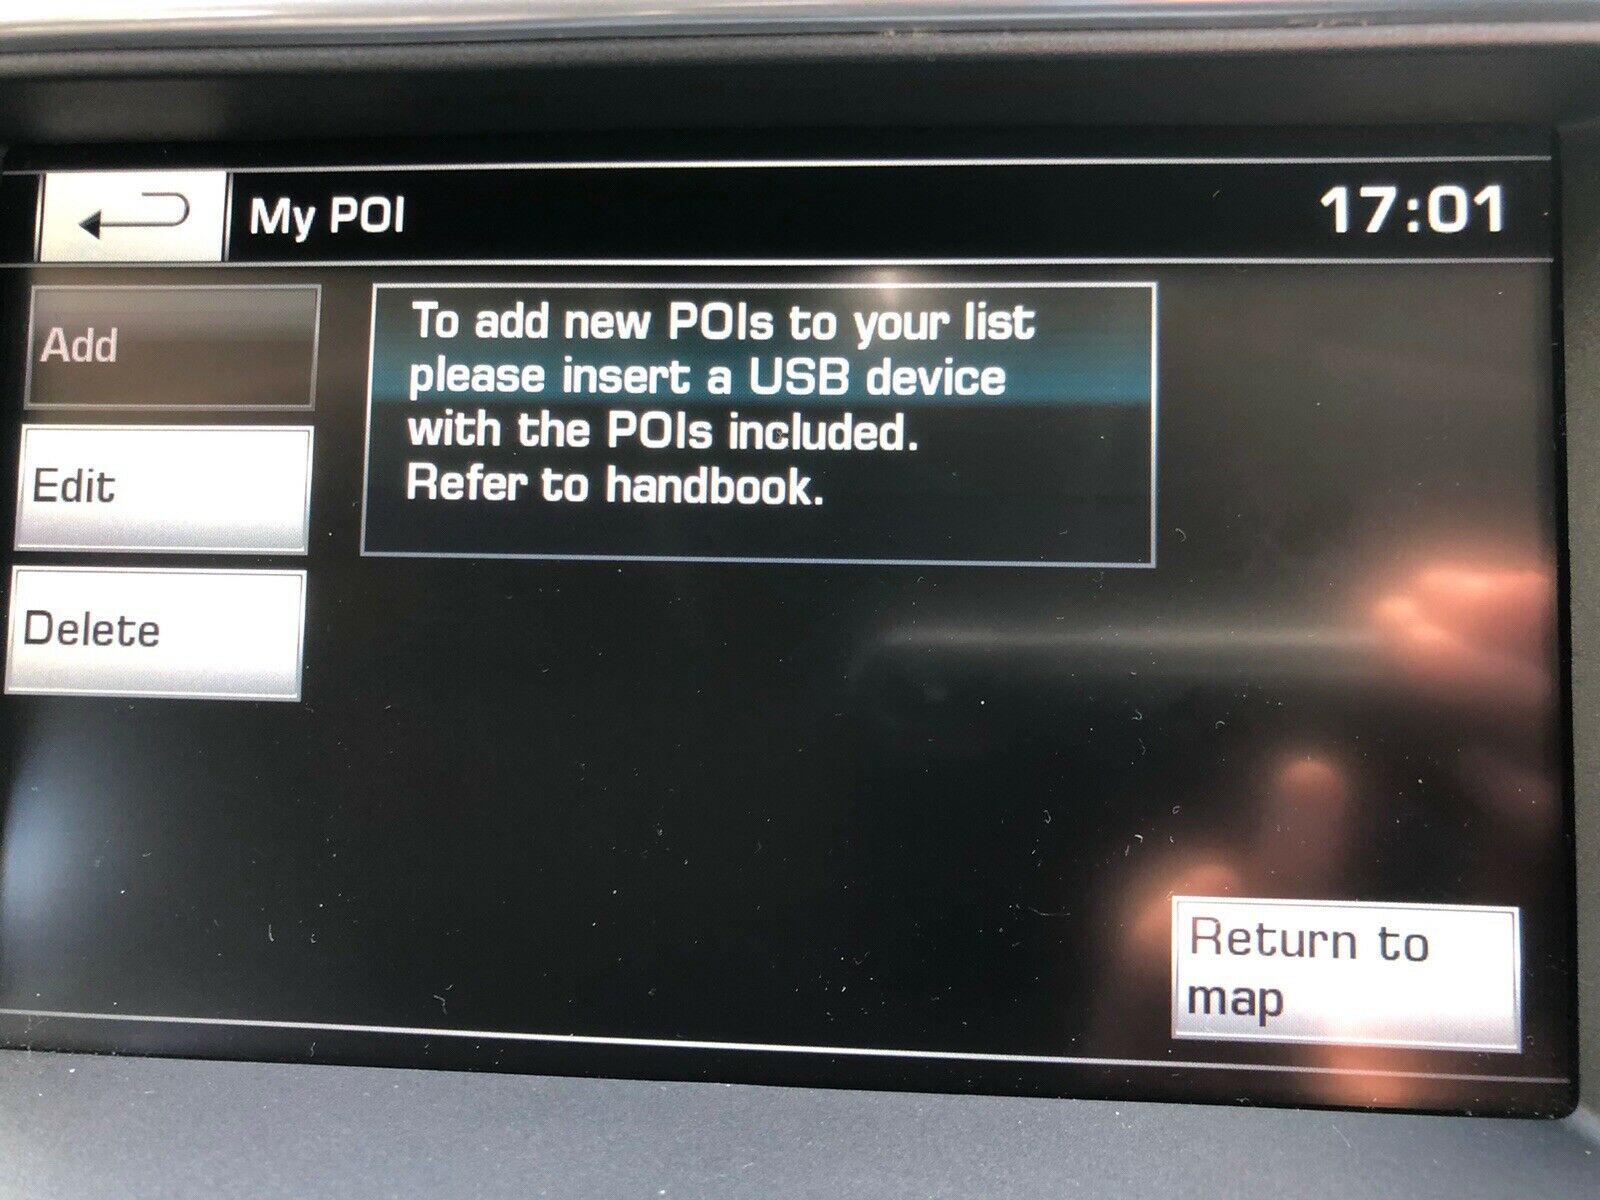 My POI
17:01
Add
To add new POIs to your list
please insert a USB device
with the POIs included.
Refer to handbook.
Edit
Delete
Return to
map